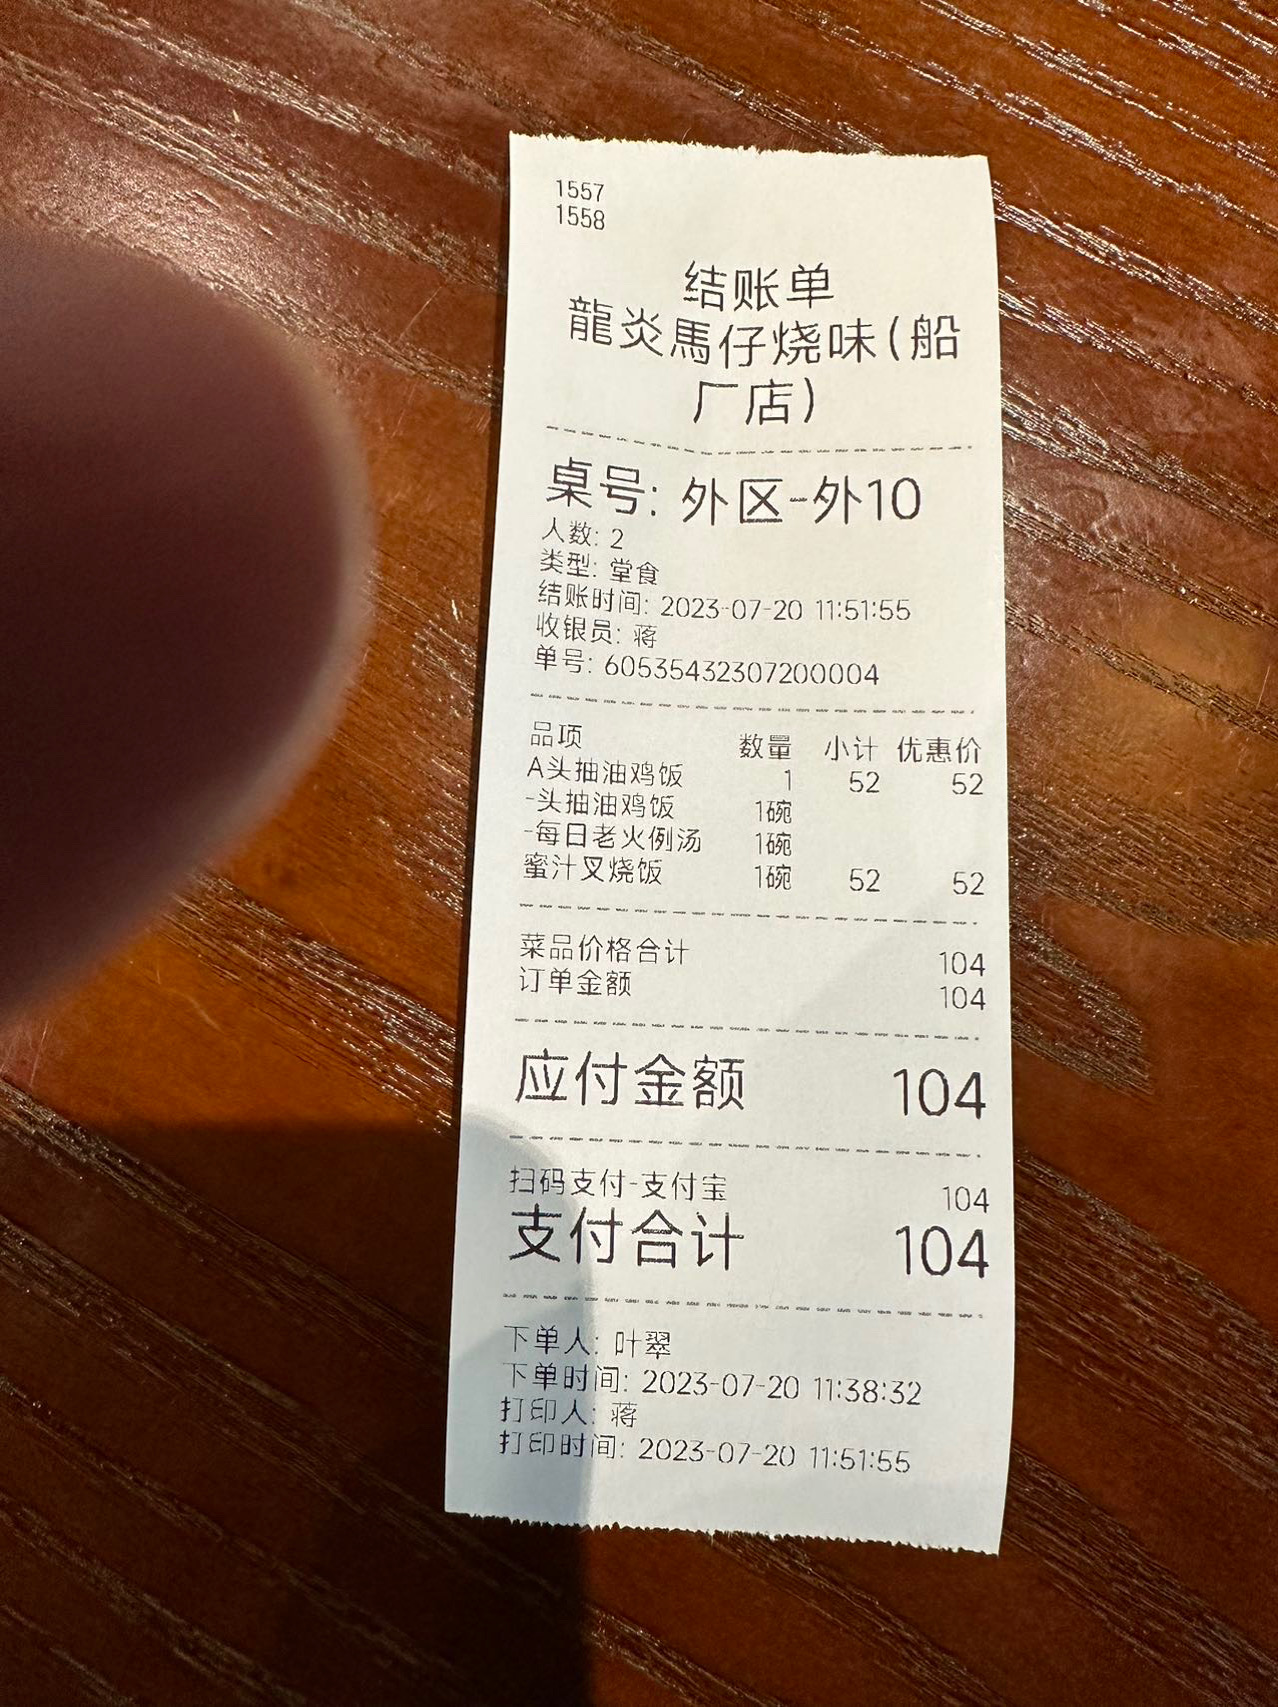 1557
1558
结账单
龍炎馬仔烧味(船
厂店)
桌号: 外区-外10
人数: 2
类型: 堂食
结账时间: 2023-07-20 11:51:55
收银员: 蒋
单号: 60535432307200004
品项 数量 小计 优惠价
A头抽油鸡饭 1 52 52
-头抽油鸡饭 1碗
-每日老火例汤 1碗
蜜汁叉烧饭 1碗 52 52
菜品价格合计 104
订单金额 104
应付金额 104
扫码支付-支付宝 104
支付合计 104
下单人: 叶翠
下单时间: 2023-07-20 11:38:32
打印人: 蒋
打印时间: 2023-07-20 11:51:55